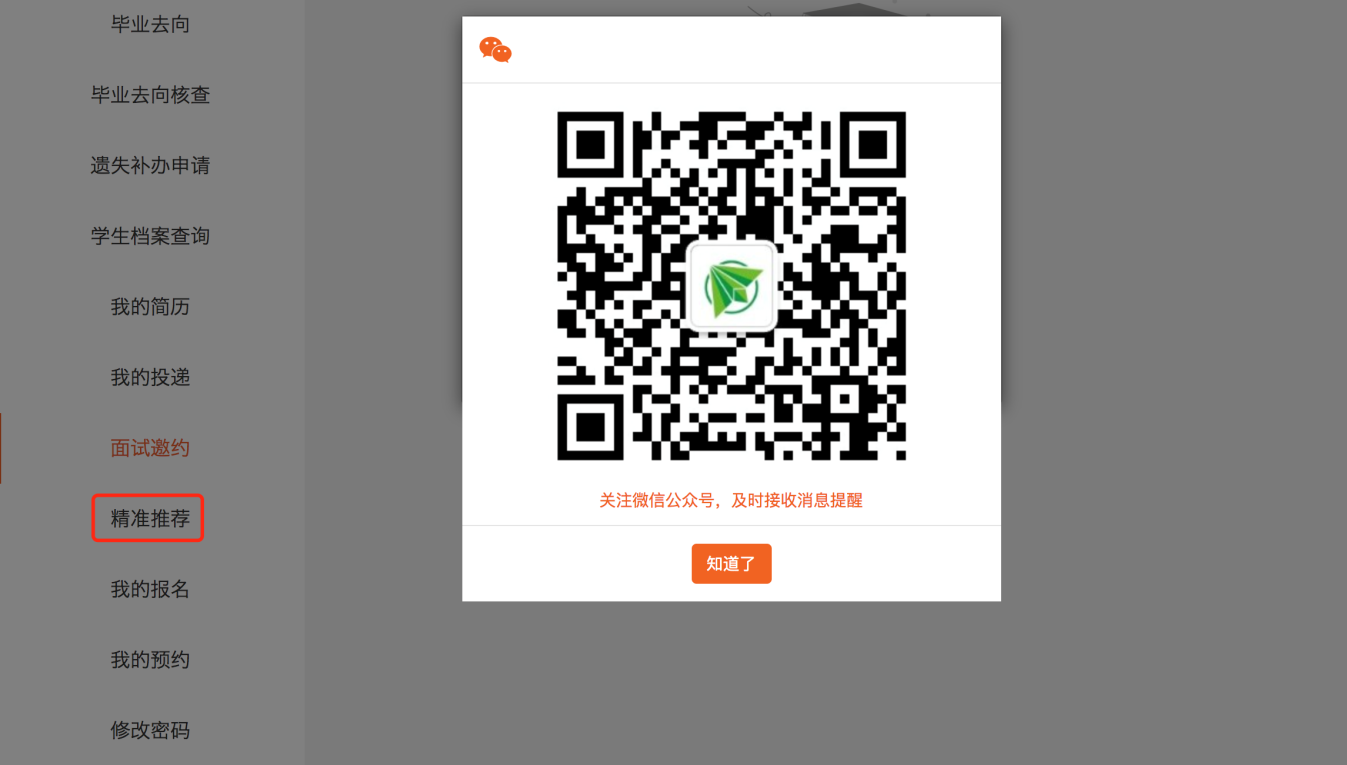 毕业去向
毕业去向核查
遗失补办申请
学生档案查询
我的简历
我的投递
面试邀约
精准推荐
我的报名
我的预约
修改密码
关注微信公众号，及时接收消息提醒
知道了